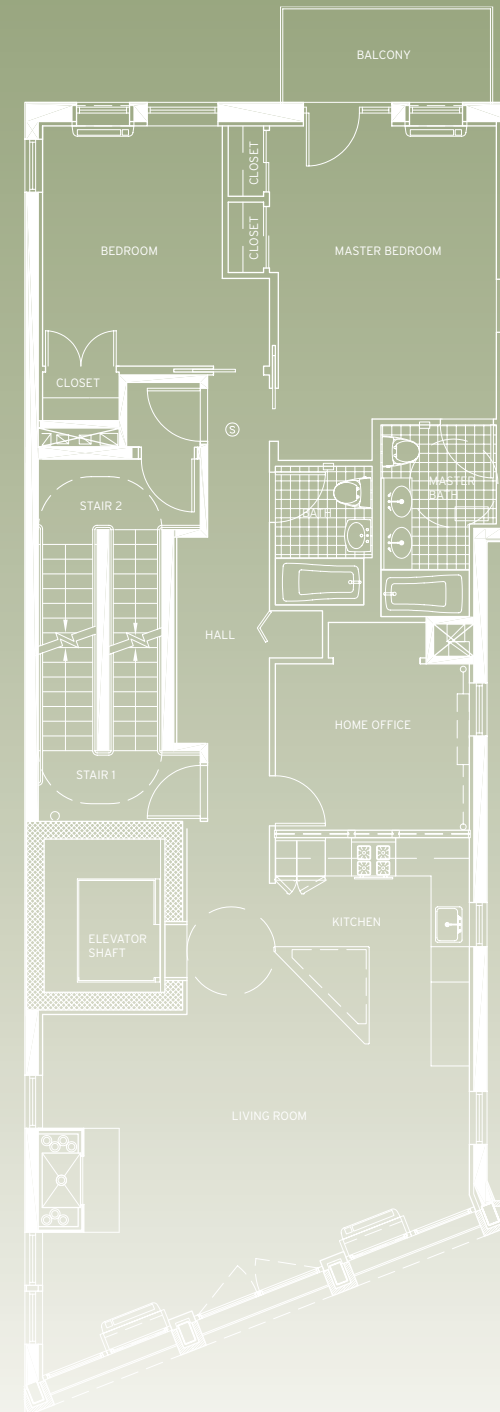 BALCONY
CLOSET
CLOSET
BEDROOM
MASTER BEDROOM
CLOSET
S
MASTER
BATH
STAIR 2
BATH
HALL
HOME OFFICE
STAIR 1
KITCHEN
ELEVATOR
SHAFT
LIVING ROOM